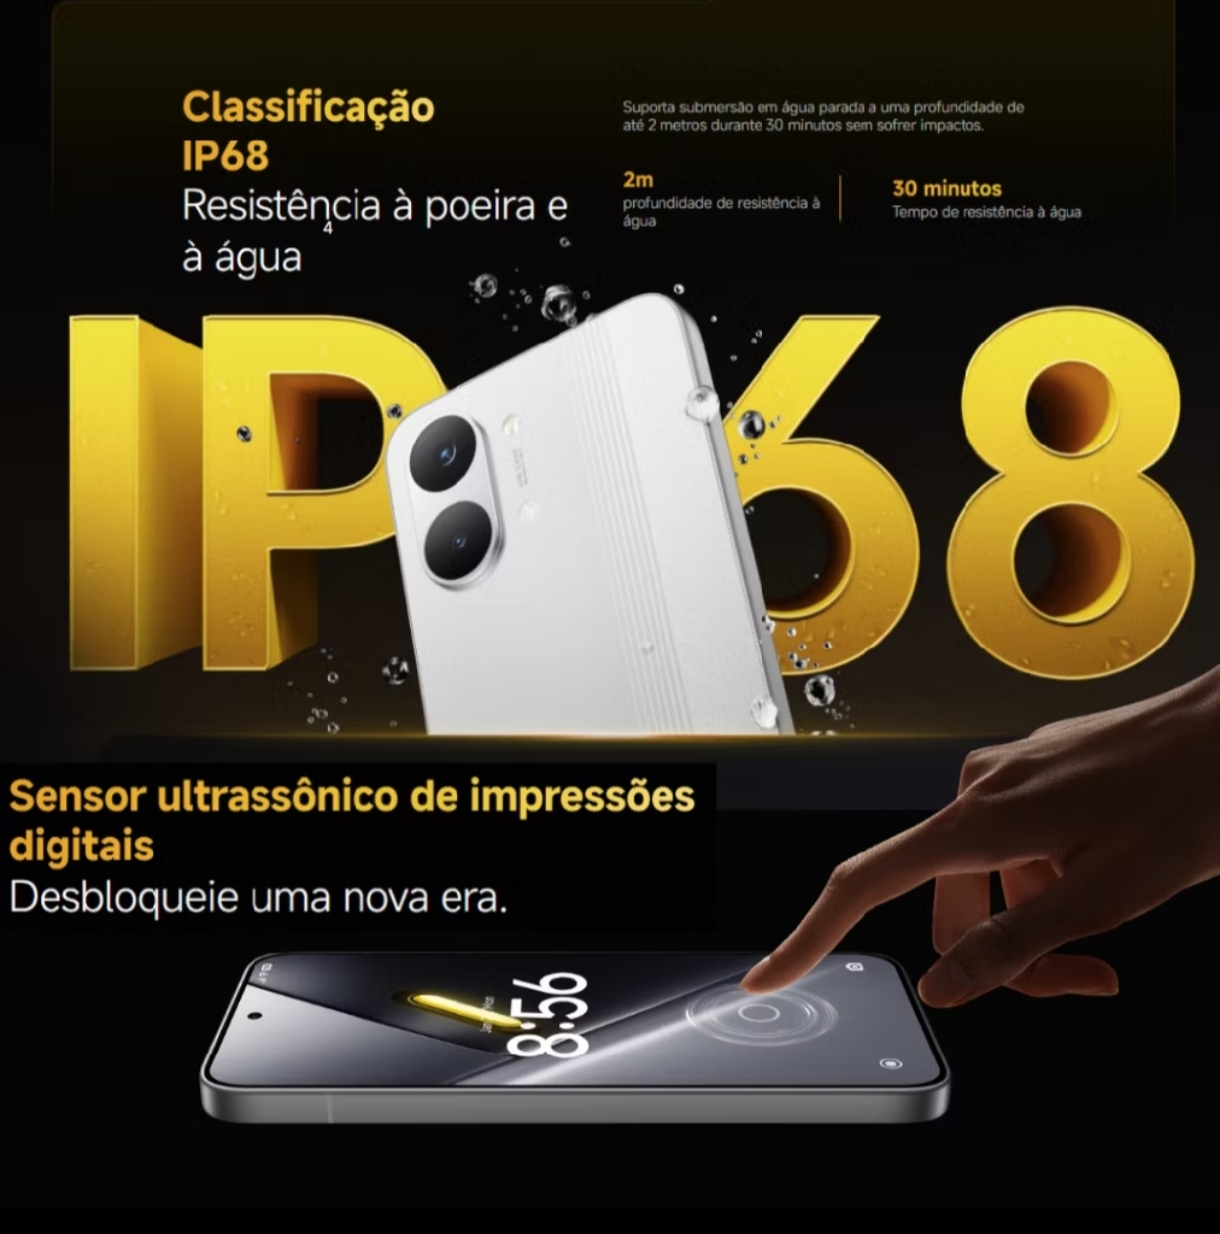 Classificação
IP68
Resistência à poeira e
4
à água
Suporta submersão em água parada a uma profundidade de
até 2 metros durante 30 minutos sem sofrer impactos.
2m
profundidade de resistência à
água
30 minutos
Tempo de resistência à água
IP68
Sensor ultrassônico de impressões
digitais
Desbloqueie uma nova era.
8:56